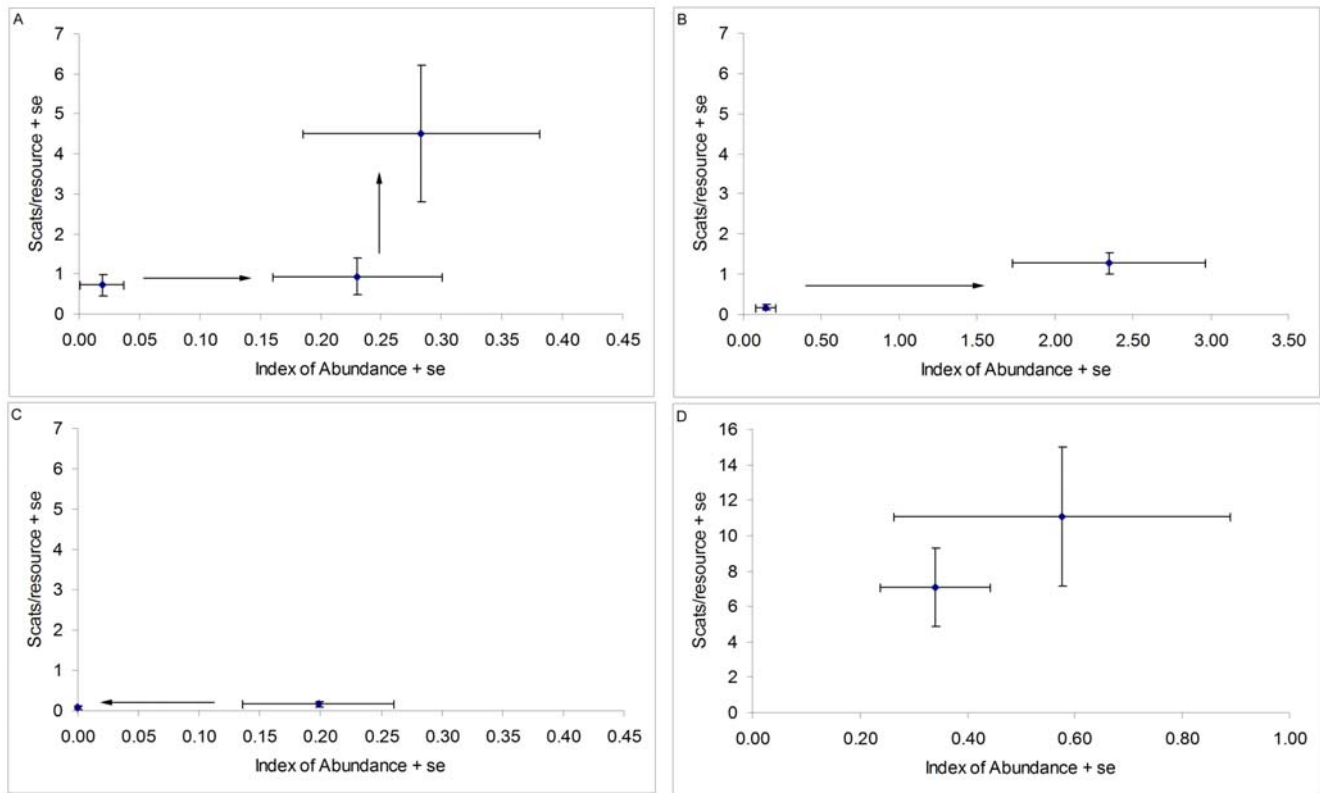 A
Scats/resource + se
7
6
5
4
3
2
1
0
0.00 0.05 0.10 0.15 0.20 0.25 0.30 0.35 0.40 0.45
Index of Abundance + se
B
Scats/resource + se
7
6
5
4
3
2
1
0
0.00 0.50 1.00 1.50 2.00 2.50 3.00 3.50
Index of Abundance + se
C
Scats/resource + se
7
6
5
4
3
2
1
0
0.00 0.05 0.10 0.15 0.20 0.25 0.30 0.35 0.40 0.45
Index of Abundance + se
D
Scats/resource + se
16
14
12
10
8
6
4
2
0
0.00 0.20 0.40 0.60 0.80 1.00
Index of Abundance + se